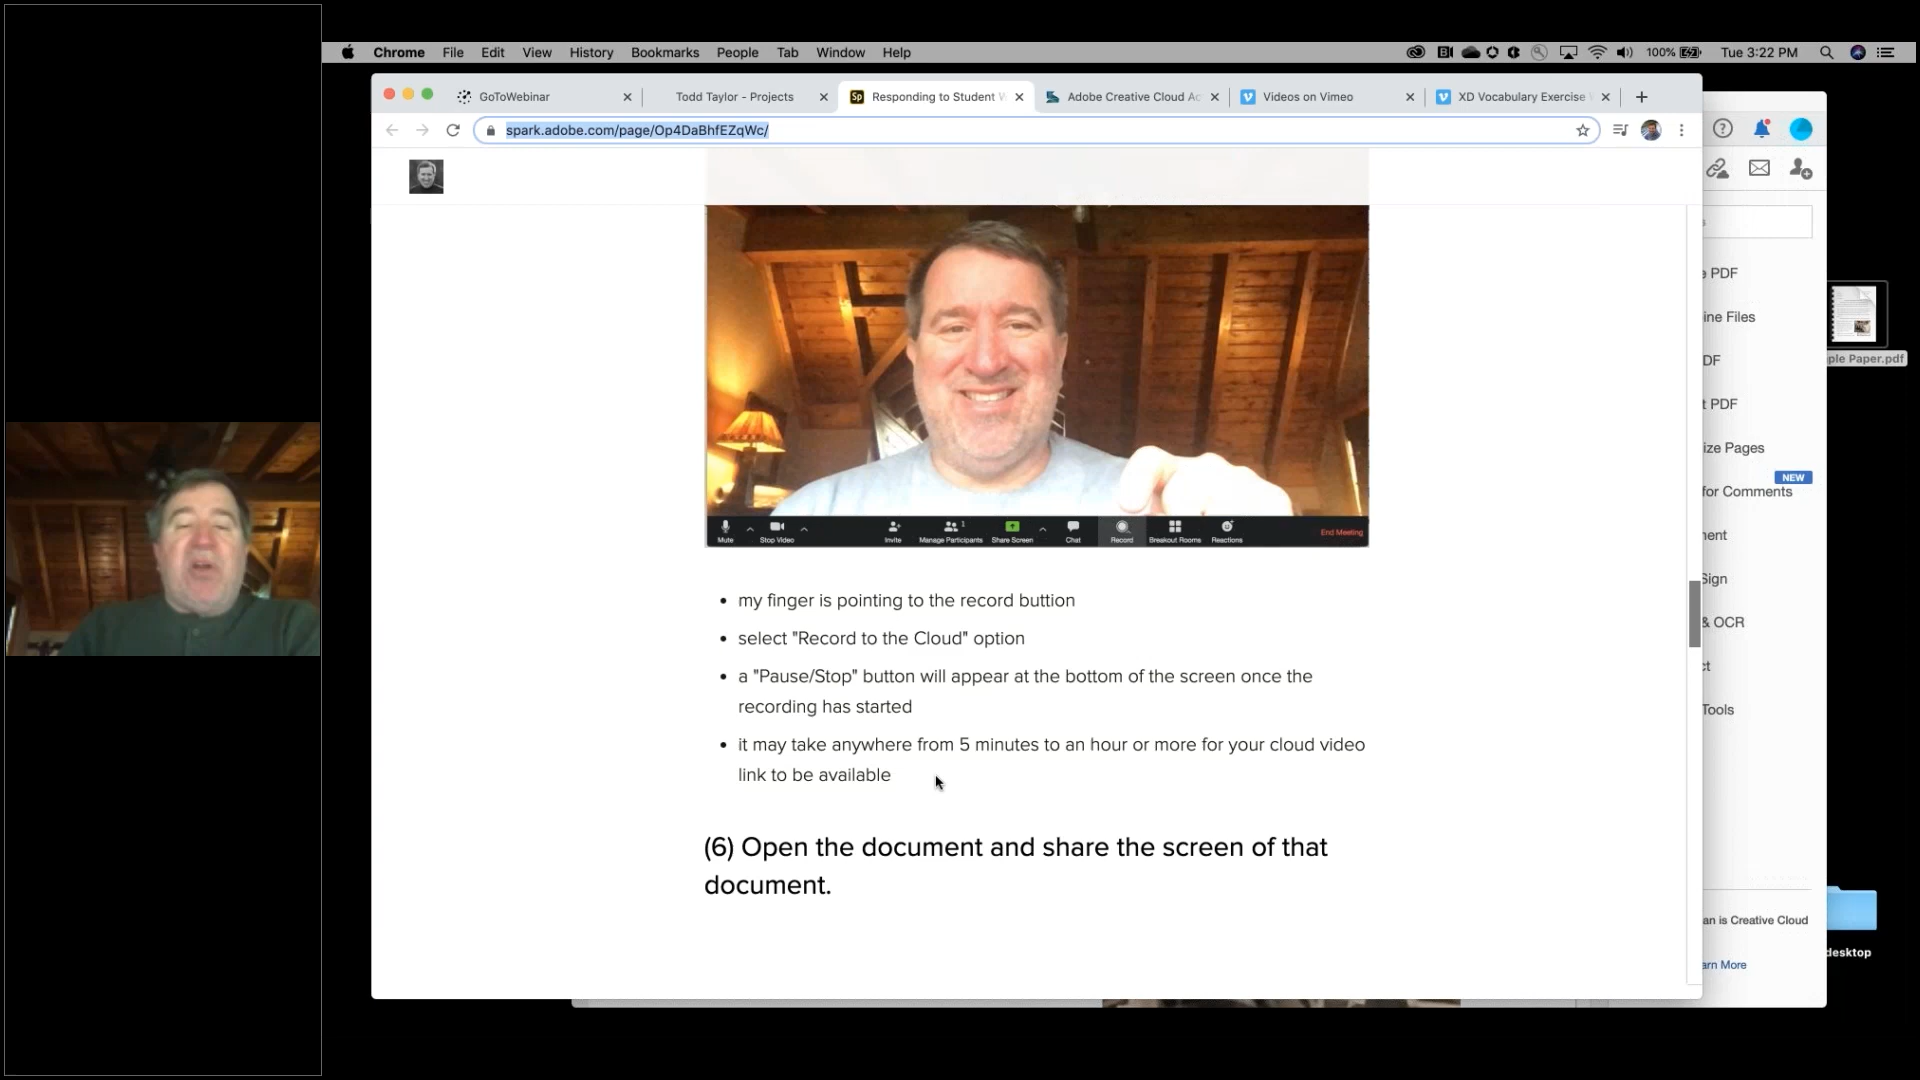 Chrome File Edit View History Bookmarks People Tab Window Help
100% Tue 3:22 PM
GoToWebinar
Todd Taylor - Projects
Responding to Student W
Adobe Creative Cloud Ac
Videos on Vimeo
XD Vocabulary Exercise
spark.adobe.com/page/Op4DaBhfEZqWc/
Mute
Stop Video
Invite
1
Manage Participants
Share Screen
Chat
Record
Breakout Rooms
Reactions
End Meeting
• my finger is pointing to the record buttion
• select "Record to the Cloud" option
• a "Pause/Stop" button will appear at the bottom of the screen once the
recording has started
• it may take anywhere from 5 minutes to an hour or more for your cloud video
link to be available
(6) Open the document and share the screen of that
document.
PDF
ine Files
DF
t PDF
ize Pages
NEW
for Comments
ment
Sign
& OCR
ct
Tools
an is Creative Cloud
arn More
ple Paper.pdf
desktop